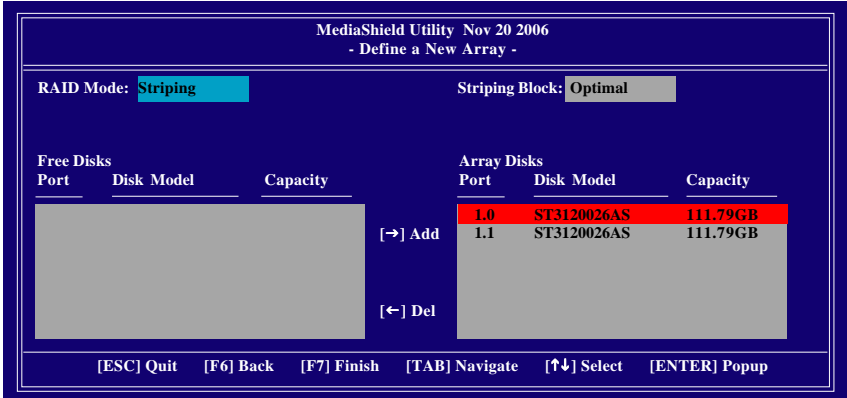 MediaShield Utility Nov 20 2006
- Define a New Array -
RAID Mode: Striping
Striping Block: Optimal
Free Disks
Port Disk Model Capacity
Array Disks
Port Disk Model Capacity
[→] Add
[←] Del
1.0 ST3120026AS 111.79GB
1.1 ST3120026AS 111.79GB
[ESC] Quit [F6] Back [F7] Finish [TAB] Navigate [↑↓] Select [ENTER] Popup